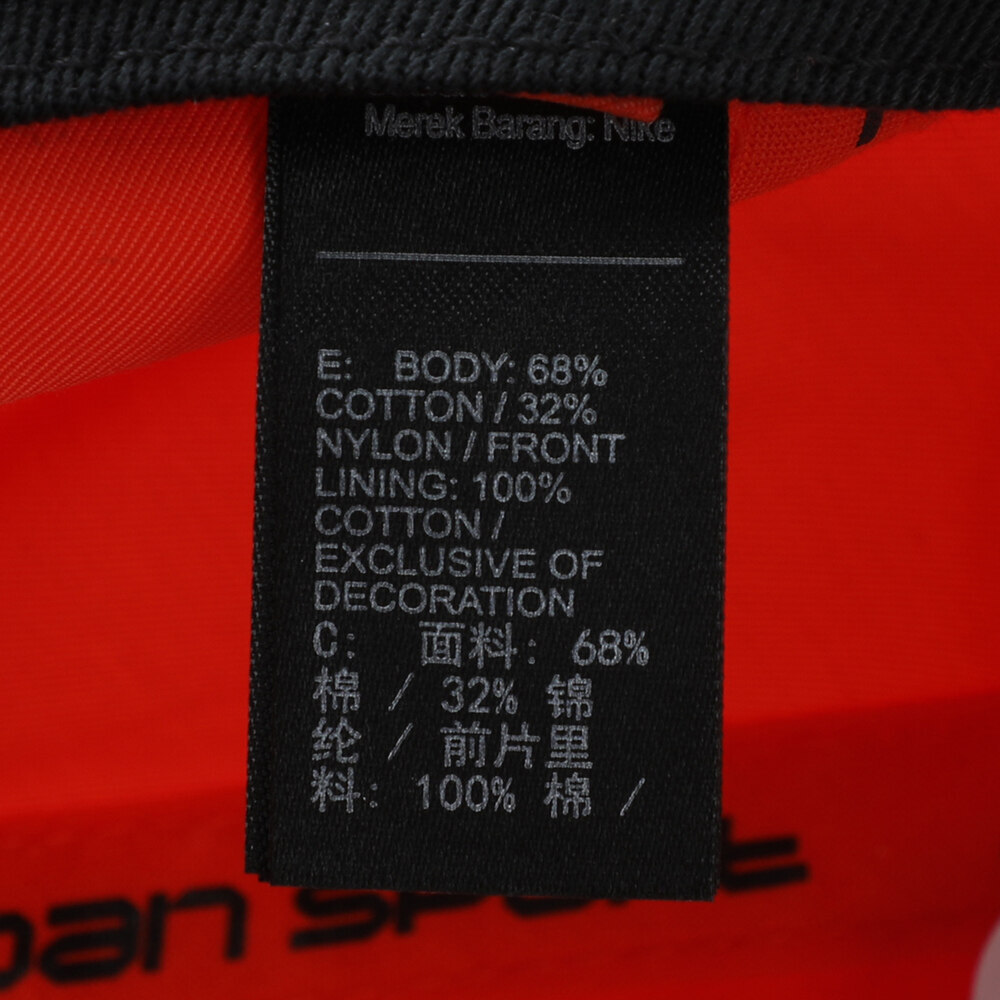 Merek Barang: Nike
E: BODY: 68%
COTTON / 32%
NYLON / FRONT
LINING: 100%
COTTON /
EXCLUSIVE OF
DECORATION
C: 面料: 68%
棉 / 32% 锦
纶 / 前片里
料: 100% 棉 /